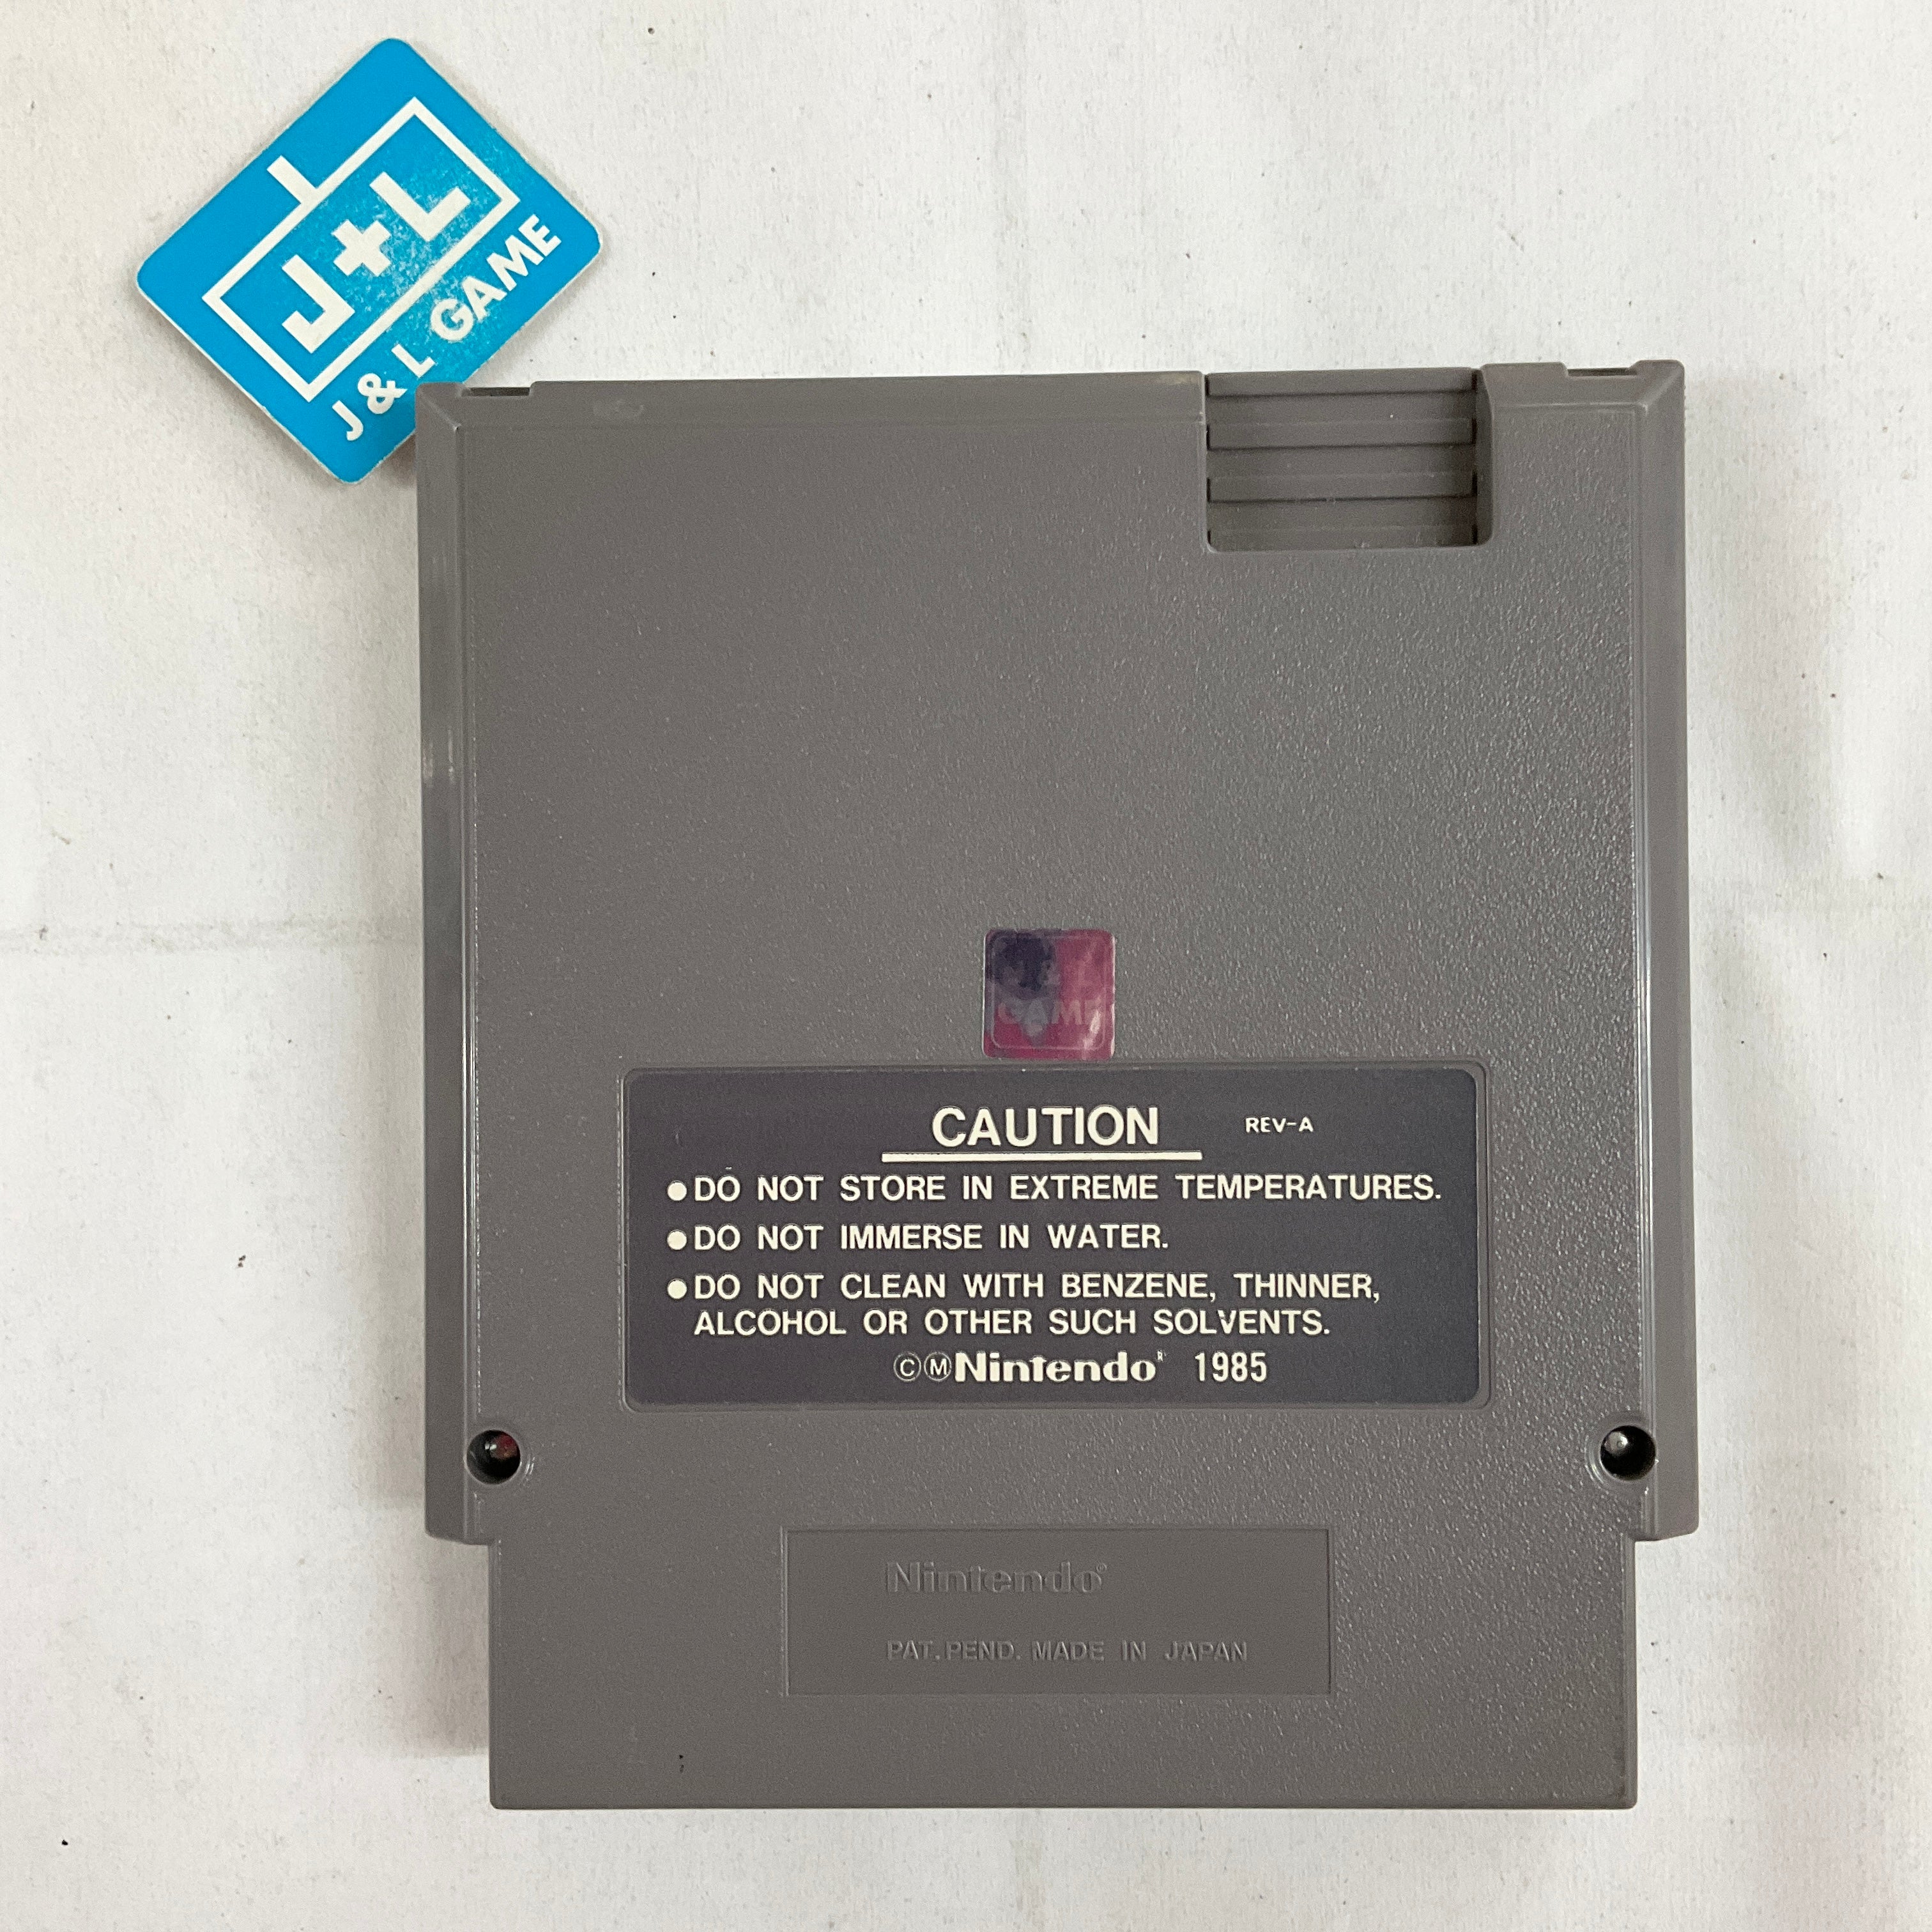 J+L
J & L GAME
GAME
CAUTION REV-A
●DO NOT STORE IN EXTREME TEMPERATURES.
●DO NOT IMMERSE IN WATER.
●DO NOT CLEAN WITH BENZENE, THINNER,
ALCOHOL OR OTHER SUCH SOLVENTS.
©ⓂNintendo® 1985
Nintendo®
PAT. PEND. MADE IN JAPAN